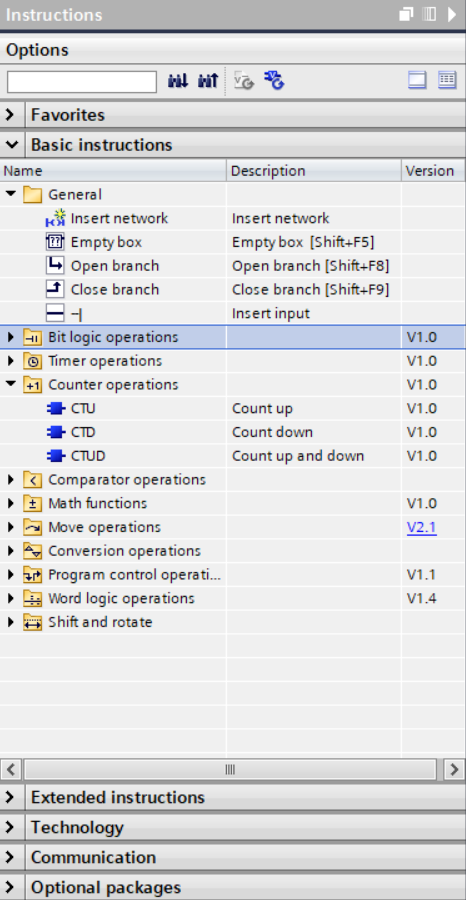 Instructions
Options
Favorites
Basic instructions
Name Description Version
General
Insert network Insert network
Empty box Empty box [Shift+F5]
Open branch Open branch [Shift+F8]
Close branch Close branch [Shift+F9]
–| Insert input
Bit logic operations V1.0
Timer operations V1.0
Counter operations V1.0
CTU Count up V1.0
CTD Count down V1.0
CTUD Count up and down V1.0
Comparator operations
Math functions V1.0
Move operations V2.1
Conversion operations
Program control operati... V1.1
Word logic operations V1.4
Shift and rotate
Extended instructions
Technology
Communication
Optional packages